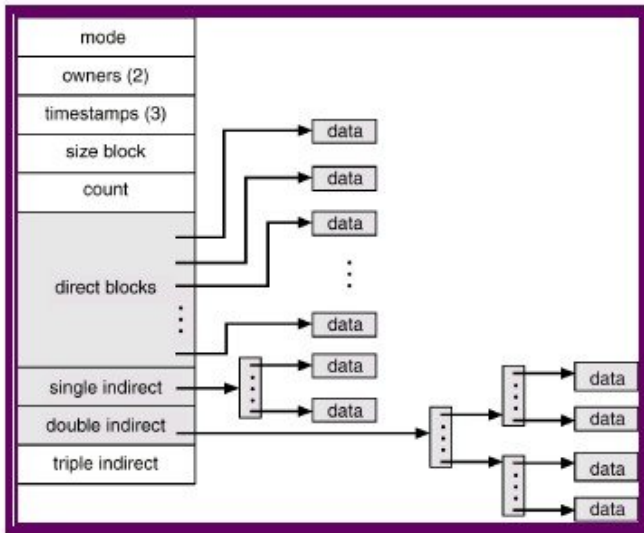 mode
owners (2)
timestamps (3)
size block
count
direct blocks
single indirect
double indirect
triple indirect
data
data
data
data
data
data
data
data
data
data